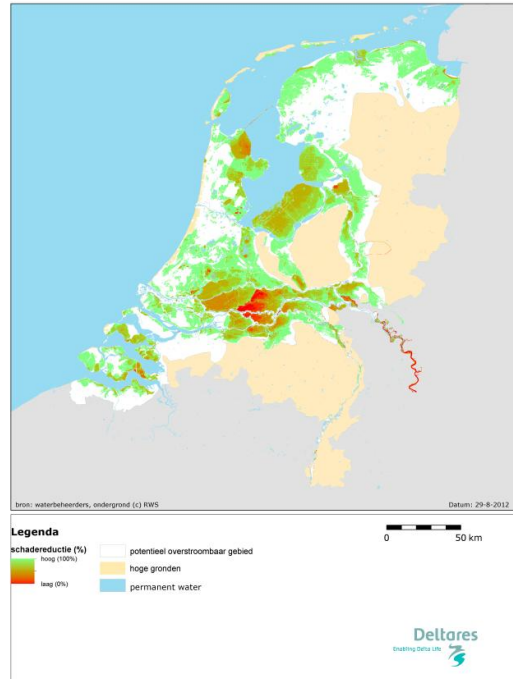 bron: waterbeheerders, ondergrond (c) RWS
Datum: 29-8-2012
Legenda
schadereductie (%)
hoog (100%)
laag (0%)
potentieel overstroombaar gebied
hoge gronden
permanent water
0 50 km
Deltares
Enabling Delta Life